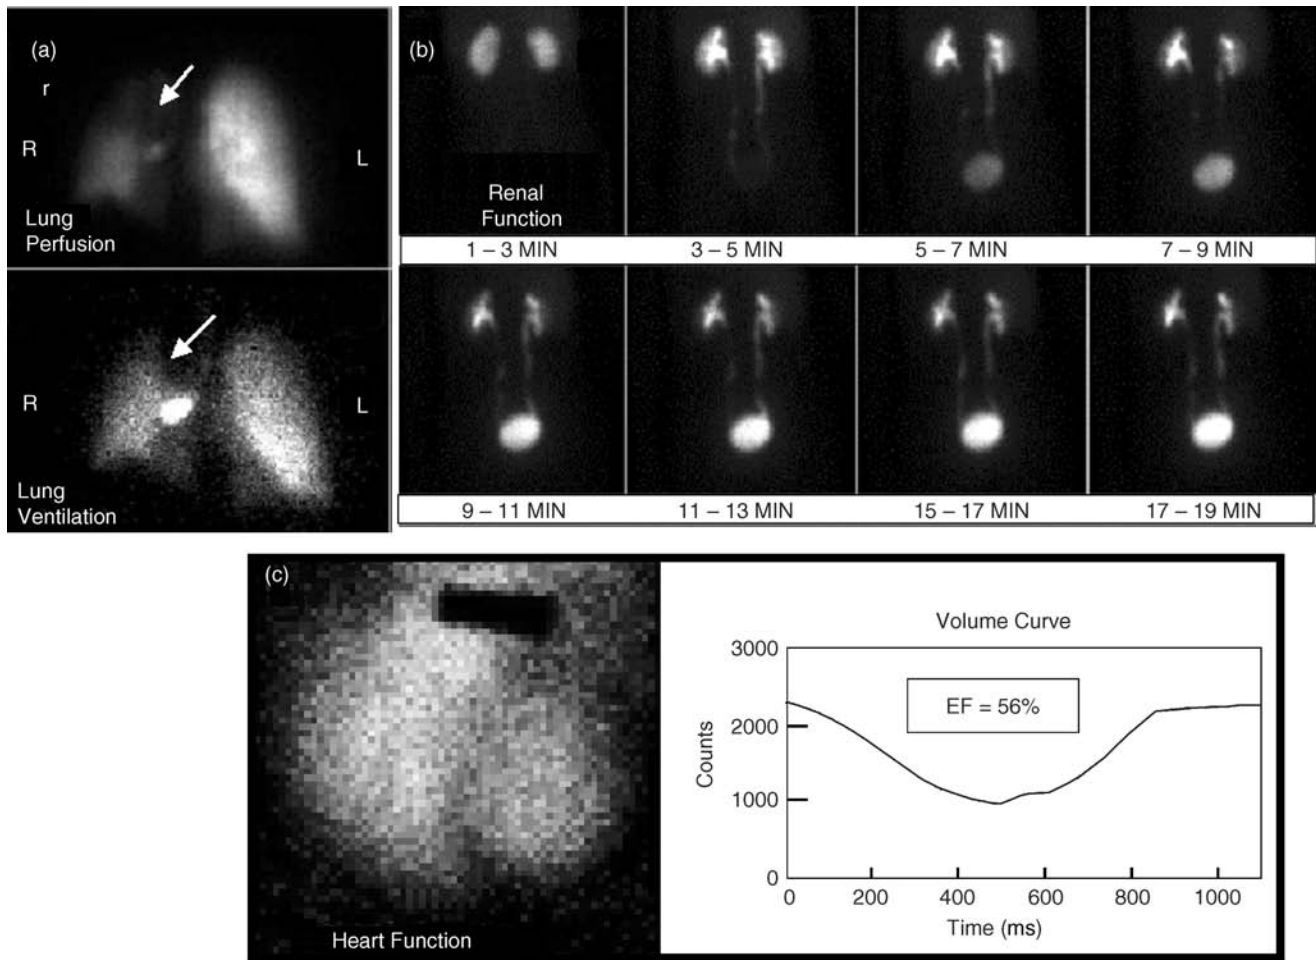 (a)
r
R
L
Lung
Perfusion
R
L
Lung
Ventilation
(b)
Renal
Function
1 – 3 MIN
3 – 5 MIN
5 – 7 MIN
7 – 9 MIN
9 – 11 MIN
11 – 13 MIN
15 – 17 MIN
17 – 19 MIN
(c)
Heart Function
Volume Curve
EF = 56%
Counts
3000
2000
1000
0
0 200 400 600 800 1000
Time (ms)